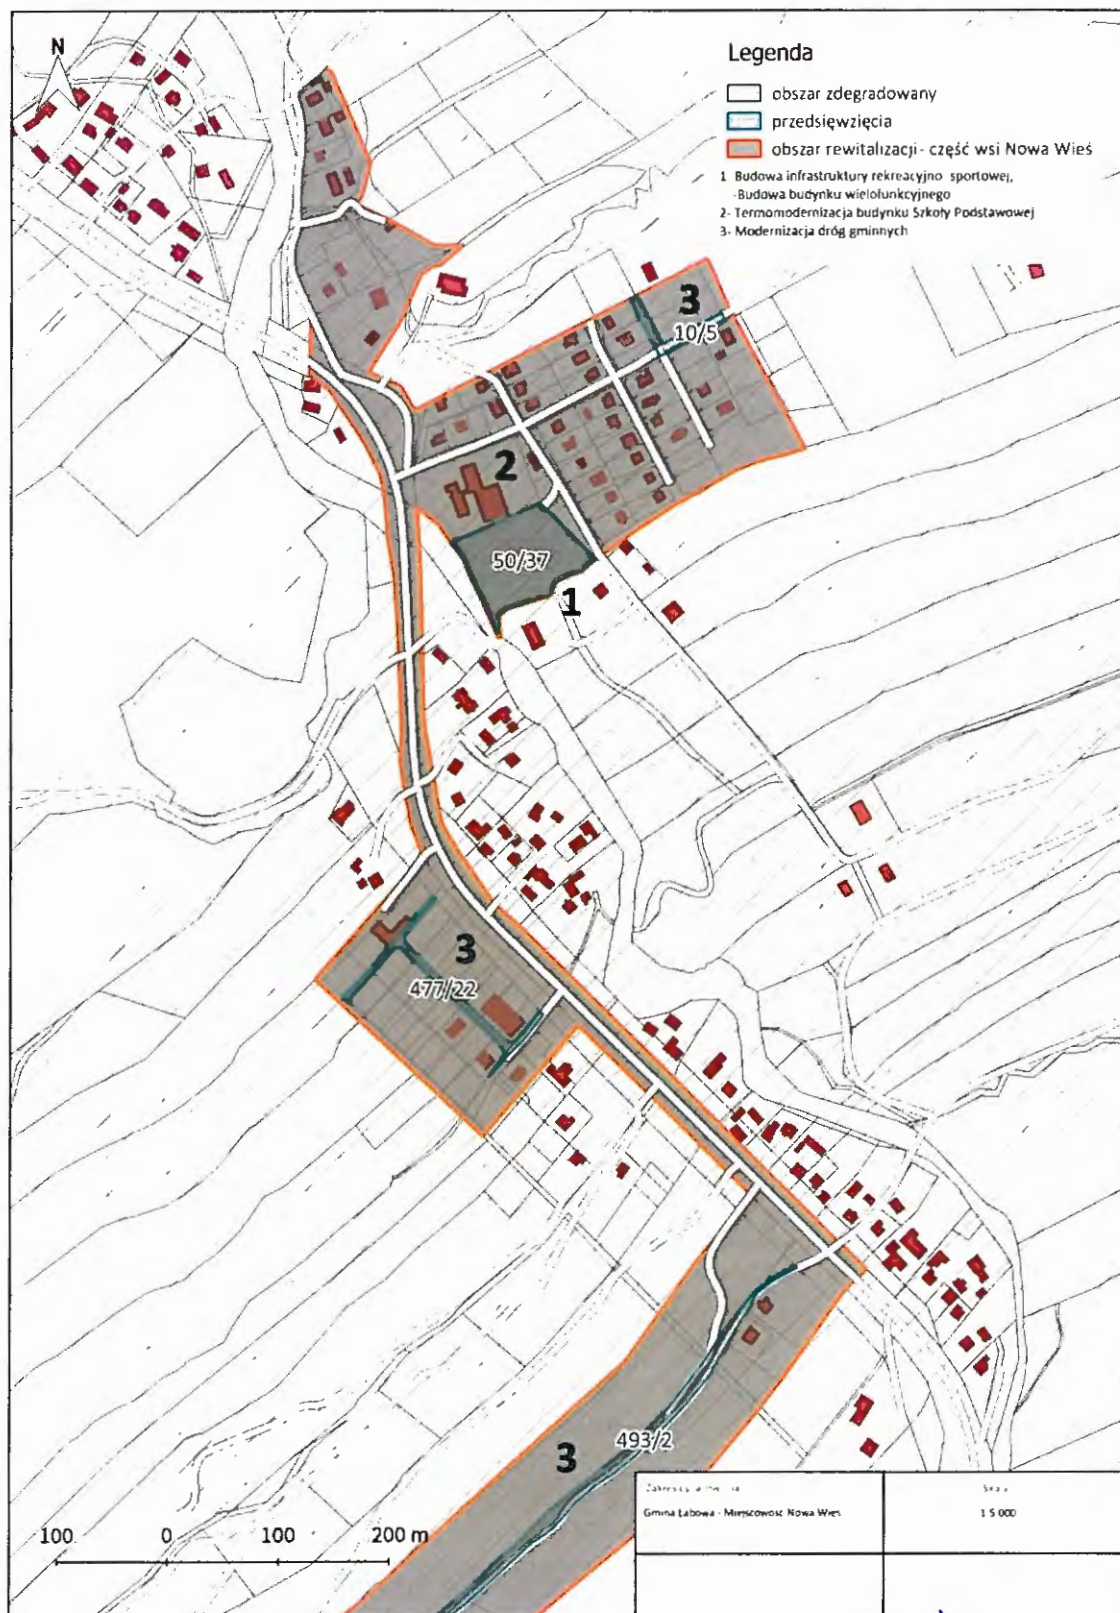 N
Legenda
obszar zdegradowany
przedsięwzięcia
obszar rewitalizacji - część wsi Nowa Wieś
1 Budowa infrastruktury rekreacyjno sportowej,
-Budowa budynku wielofunkcyjnego
2- Termomodernizacja budynku Szkoły Podstawowej
3- Modernizacja dróg gminnych
3
10/5
2
50/37
1
3
477/22
493/2
3
100 0 100 200 m
Skala
Gmina Łabowa - Miejscowość Nowa Wieś 1 5 000